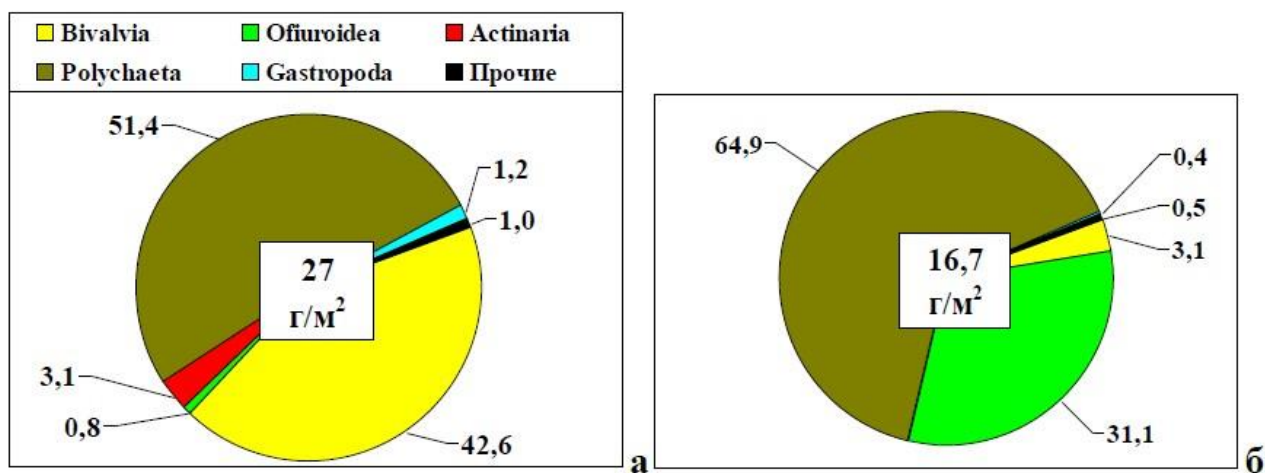 Bivalvia Ofiuroidea Actinaria
Polychaeta Gastropoda Прочие
51,4
1,2
1,0
27
г/м²
3,1
0,8
42,6
а
64,9
0,4
0,5
3,1
16,7
г/м²
31,1
б